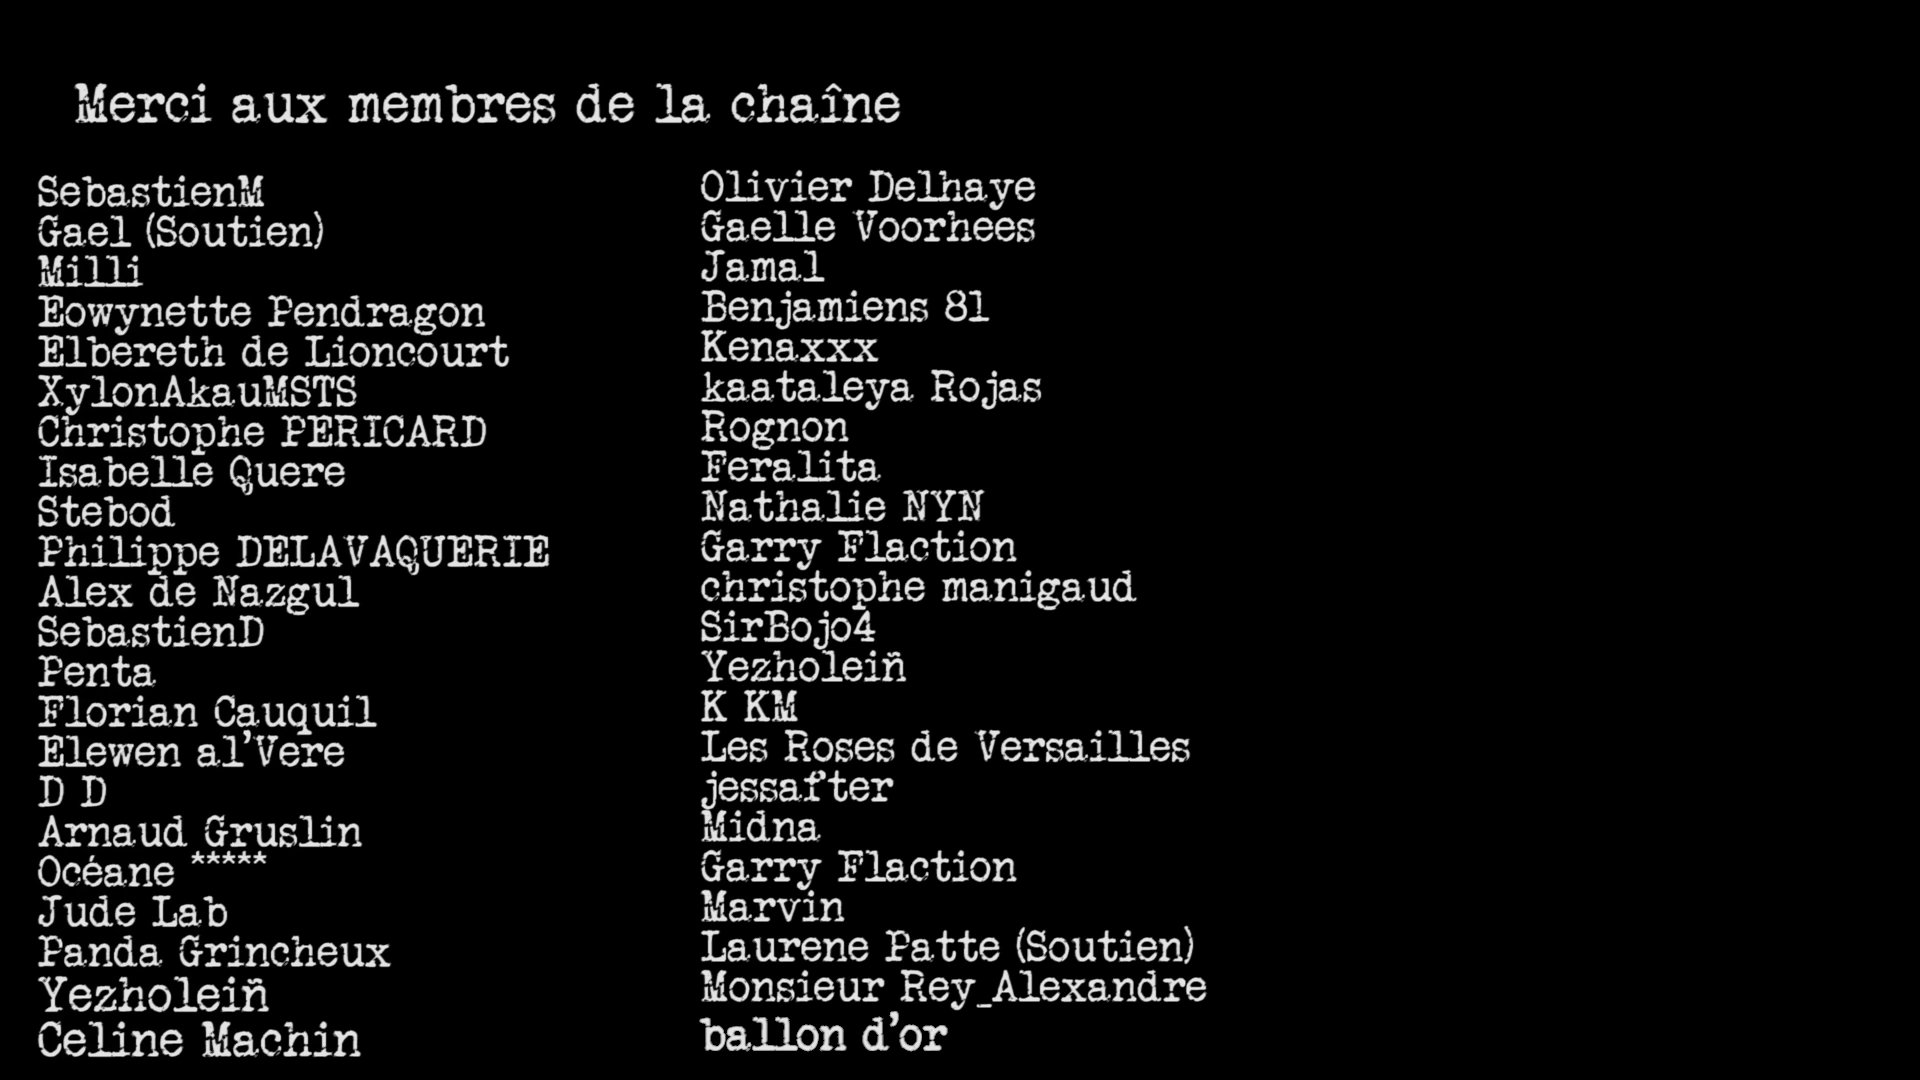 Merci aux membres de la chaîne
SebastienM
Gael (Soutien)
Milli
Eowynette Pendragon
Elbereth de Lioncourt
XylonAkauMSTS
Christophe PERICARD
Isabelle Quere
Stebod
Philippe DELAVAQUERIE
Alex de Nazgul
SebastienD
Penta
Florian Cauquil
Elewen al'Vere
D D
Arnaud Gruslin
Océane *****
Jude Lab
Panda Grincheux
Yezholeiñ
Celine Machin
Olivier Delhaye
Gaelle Voorhees
Jamal
Benjamiens 81
Kenaxxx
kaataleya Rojas
Rognon
Feralita
Nathalie NYN
Garry Flaction
christophe manigaud
SirBojo4
Yezholeiñ
K KM
Les Roses de Versailles
jessafter
Midna
Garry Flaction
Marvin
Laurene Patte (Soutien)
Monsieur Rey_Alexandre
ballon d'or